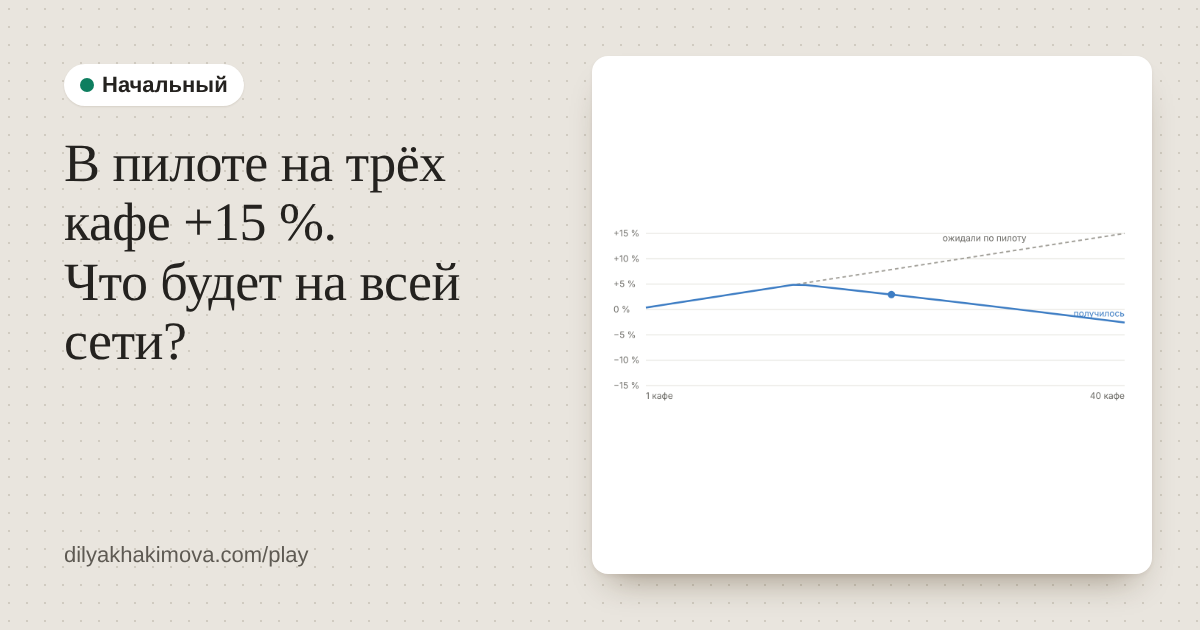 Начальный
В пилоте на трёх
кафе +15 %.
Что будет на всей
сети?
dilyakhakimova.com/play
+15 %
ожидали по пилоту
+10 %
+5 %
0 %
получилось
−5 %
−10 %
−15 %
1 кафе
40 кафе